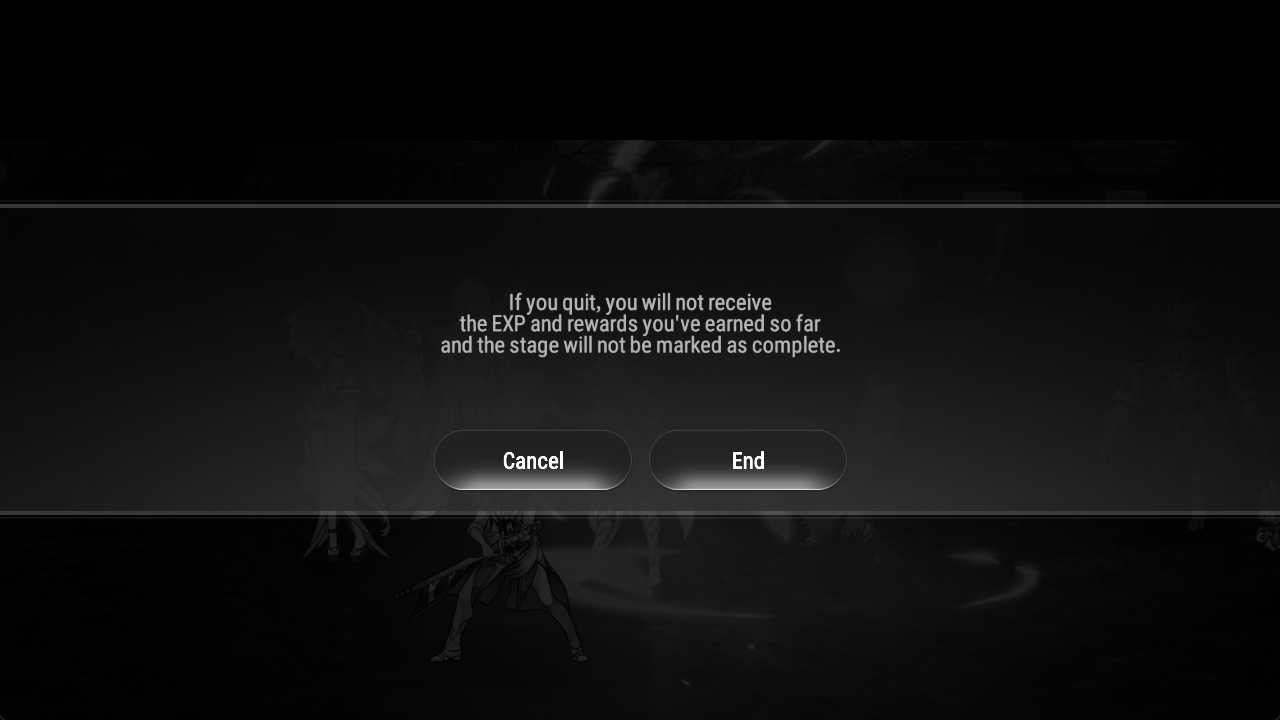 If you quit, you will not receive
the EXP and rewards you've earned so far
and the stage will not be marked as complete.
Cancel
End